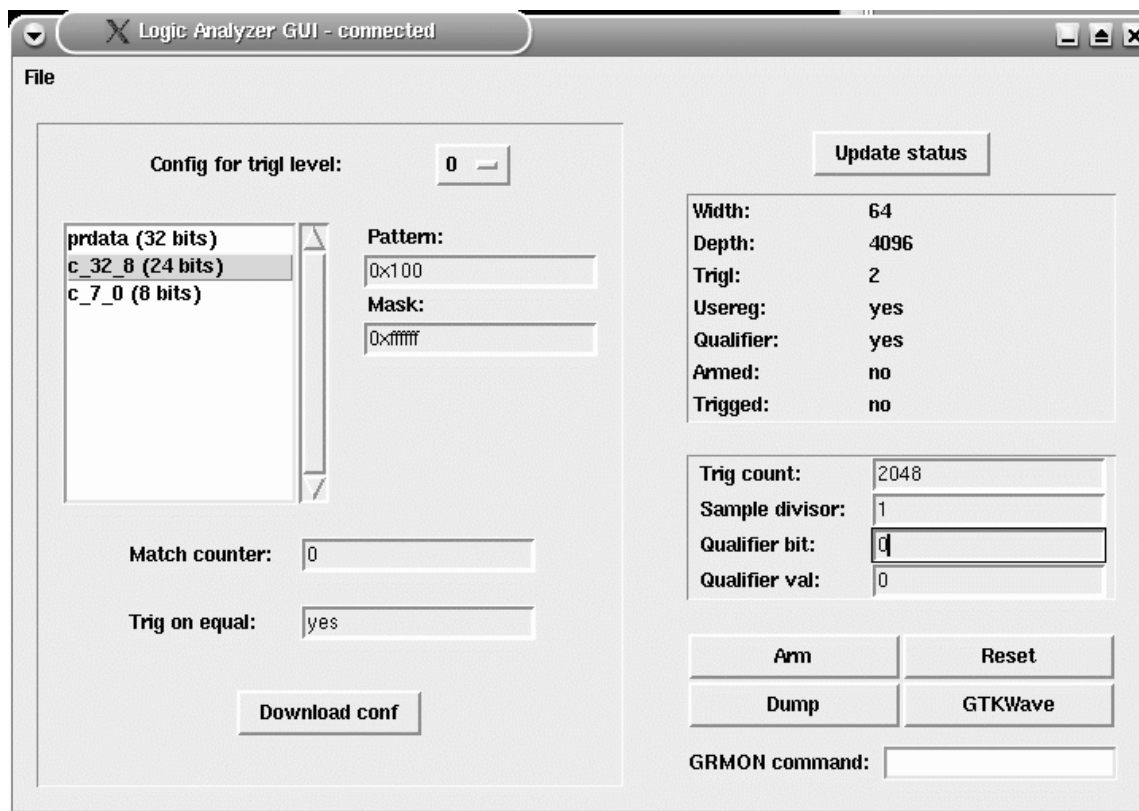 Logic Analyzer GUI - connected
File
Config for trigl level: 0
prdata (32 bits)
c_32_8 (24 bits)
c_7_0 (8 bits)
Pattern:
0x100
Mask:
0xffffff
Match counter: 0
Trig on equal: yes
Download conf
Update status
Width: 64
Depth: 4096
Trigl: 2
Usereg: yes
Qualifier: yes
Armed: no
Trigged: no
Trig count: 2048
Sample divisor: 1
Qualifier bit: 0
Qualifier val: 0
Arm Reset
Dump GTKWave
GRMON command: